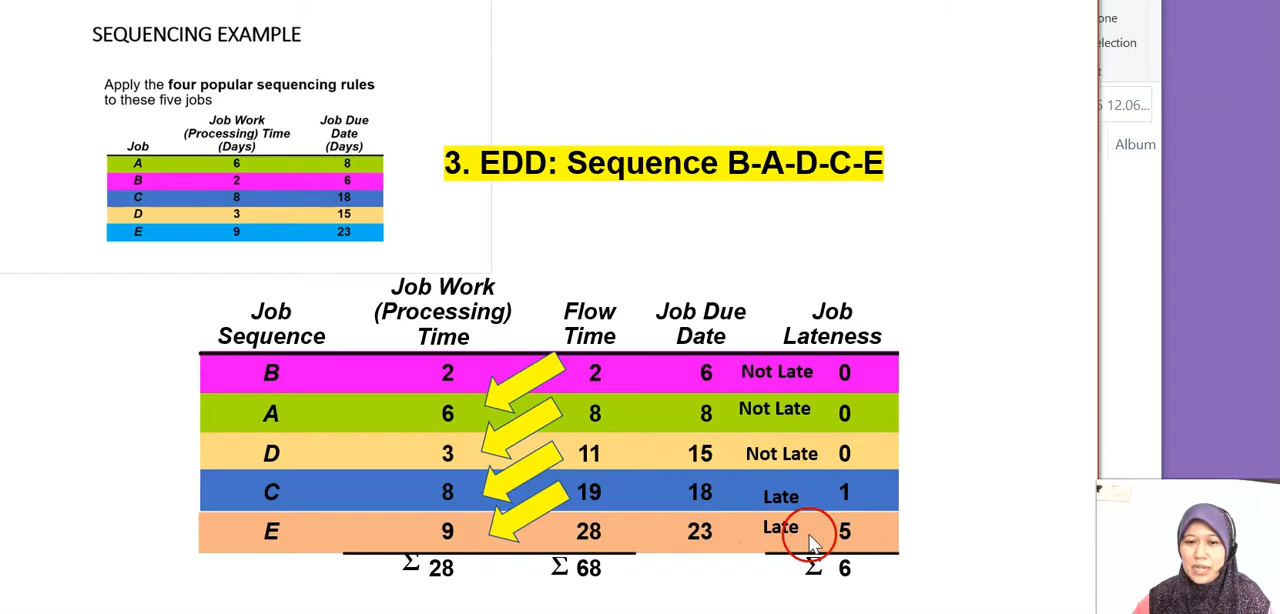 SEQUENCING EXAMPLE
Apply the four popular sequencing rules
to these five jobs
Job Work
(Processing) Time
(Days)
Job Due
Date
(Days)
Job
A 6 8
B 2 6
C 8 18
D 3 15
E 9 23
3. EDD: Sequence B-A-D-C-E
Job
Sequence
Job Work
(Processing)
Time
Flow
Time
Job Due
Date
Job
Lateness
B 2 2 6 Not Late 0
A 6 8 8 Not Late 0
D 3 11 15 Not Late 0
C 8 19 18 Late 1
E 9 28 23 Late 5
Σ 28 Σ 68 Σ 6
12.06...
Album